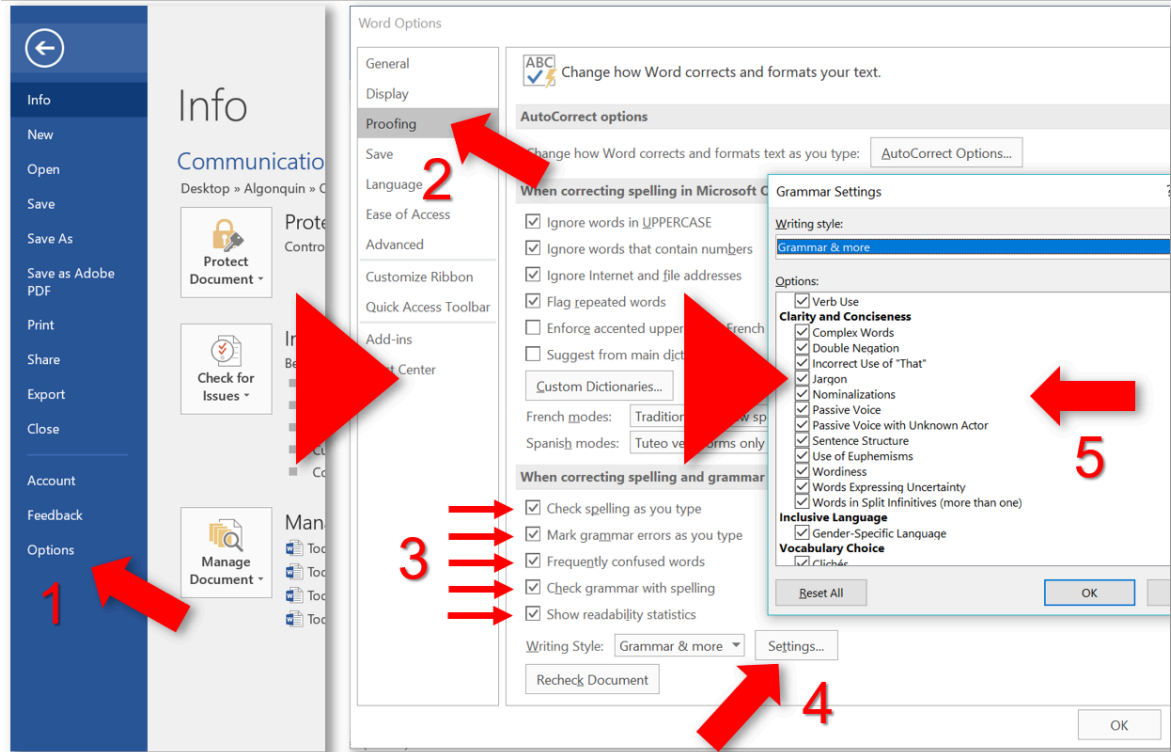 Info
New
Open
Save
Save As
Save as Adobe
PDF
Print
Share
Export
Close
Account
Feedback
Options
1
Info
Communicatio
Desktop » Algonquin »
Protect
Document
Prote
Contro
Check for
Issues
Manage
Document
Man
Toc
Toc
Toc
Toc
Word Options
General
Display
Proofing
Save
Language
Ease of Access
Advanced
Customize Ribbon
Quick Access Toolbar
Add-ins
Center
2
ABC
Change how Word corrects and formats your text.
AutoCorrect options
Change how Word corrects and formats text as you type:
AutoCorrect Options...
When correcting spelling in Microsoft
Ignore words in UPPERCASE
Ignore words that contain numbers
Ignore Internet and file addresses
Flag repeated words
Enforce accented upper French
Suggest from main dict
Custom Dictionaries...
French modes: Tradition
Spanish modes: Tuteo ve orms only
When correcting spelling and grammar
3
Check spelling as you type
Mark grammar errors as you type
Frequently confused words
Check grammar with spelling
Show readability statistics
Writing Style: Grammar & more
Settings...
Recheck Document
4
OK
Grammar Settings
?
Writing style:
Grammar & more
Options:
Verb Use
Clarity and Conciseness
Complex Words
Double Negation
Incorrect Use of "That"
Jargon
Nominalizations
Passive Voice
Passive Voice with Unknown Actor
Sentence Structure
Use of Euphemisms
Wordiness
Words Expressing Uncertainty
Words in Split Infinitives (more than one)
Inclusive Language
Gender-Specific Language
Vocabulary Choice
Clichés
5
Reset All
OK